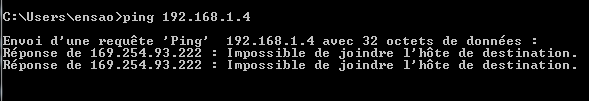 C:\Users\ensao>ping 192.168.1.4
Envoi d'une requête 'Ping'  192.168.1.4 avec 32 octets de données :
Réponse de 169.254.93.222 : Impossible de joindre l'hôte de destination.
Réponse de 169.254.93.222 : Impossible de joindre l'hôte de destination.